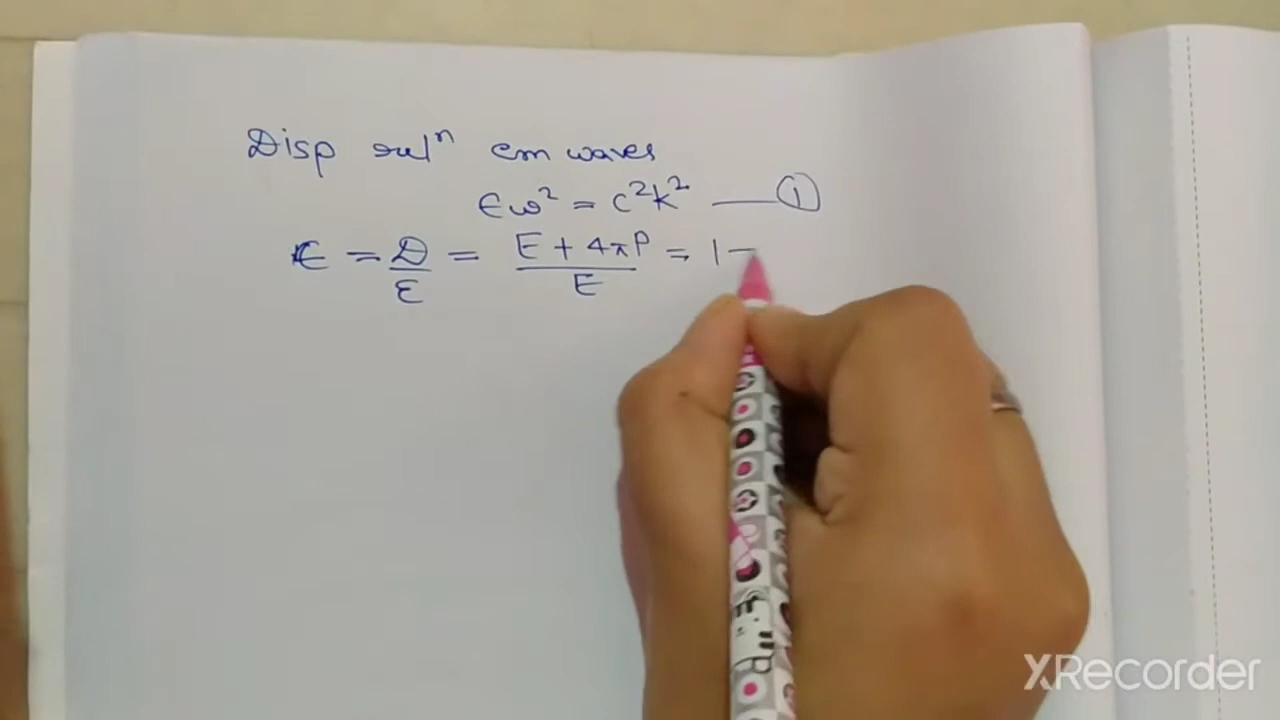 Disp relⁿ em waves
ϵω² = c²k² — ①
ϵ = D/E = (E + 4πP)/E = 1 –
XRecorder